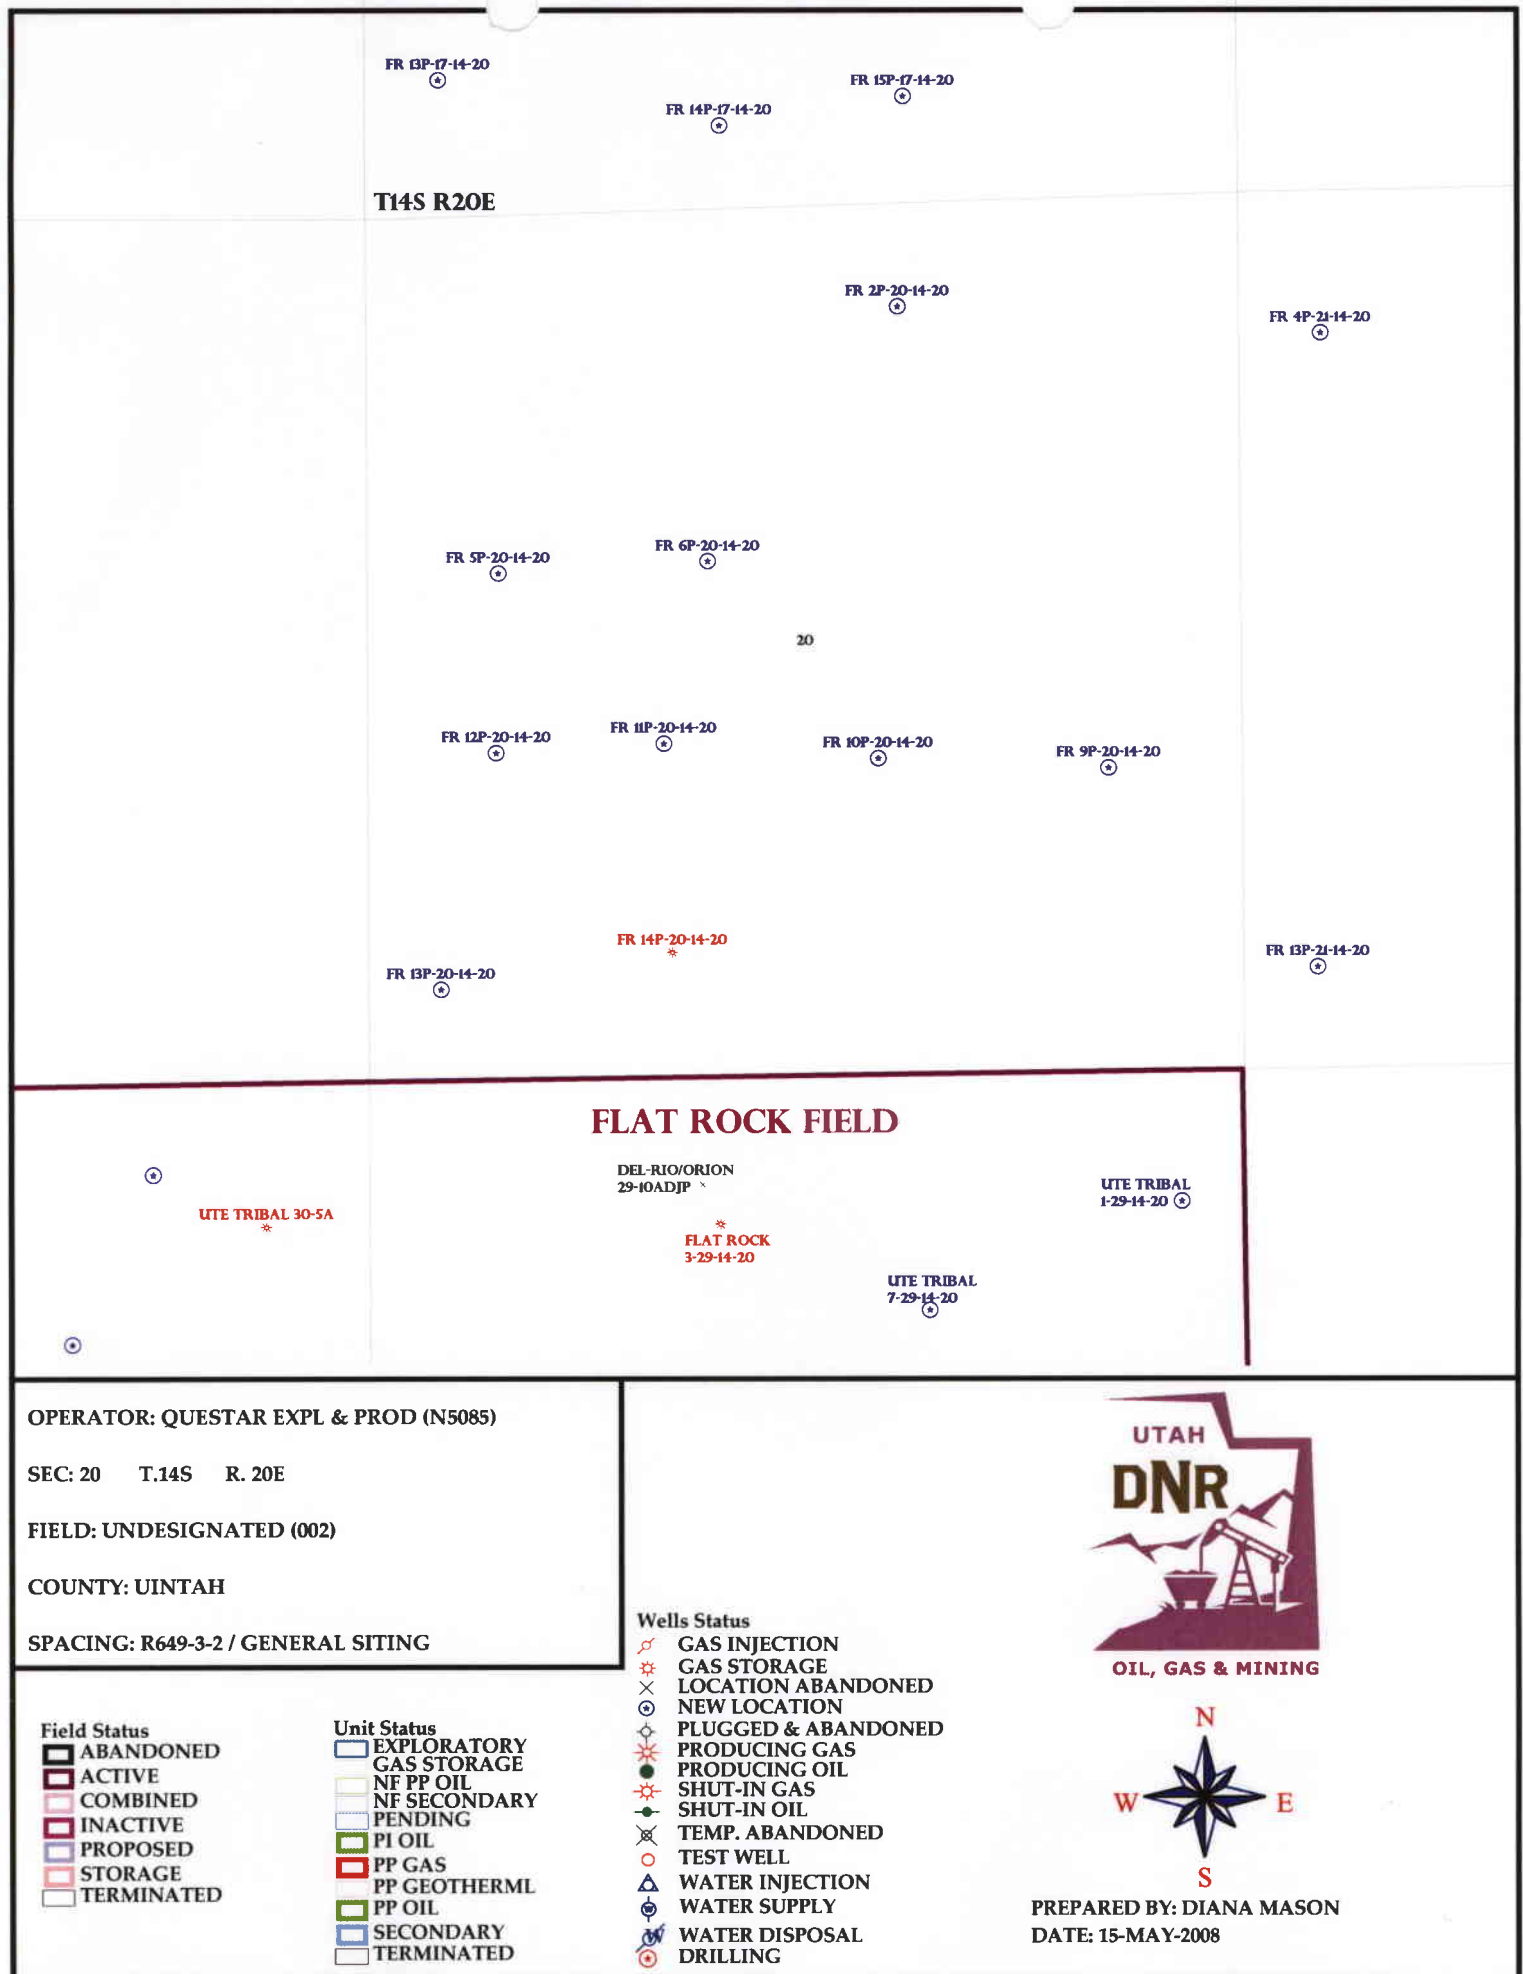 FR 13P-17-14-20
FR 15P-17-14-20
FR 14P-17-14-20
T14S R20E
FR 2P-20-14-20
FR 4P-21-14-20
FR 5P-20-14-20
FR 6P-20-14-20
20
FR 12P-20-14-20
FR 11P-20-14-20
FR 10P-20-14-20
FR 9P-20-14-20
FR 14P-20-14-20
FR 13P-20-14-20
FR 13P-21-14-20
FLAT ROCK FIELD
DEL-RIO/ORION
29-10ADJP
UTE TRIBAL
1-29-14-20
UTE TRIBAL 30-5A
FLAT ROCK
3-29-14-20
UTE TRIBAL
7-29-14-20
OPERATOR: QUESTAR EXPL & PROD (N5085)
SEC: 20 T.14S R. 20E
FIELD: UNDESIGNATED (002)
COUNTY: UINTAH
SPACING: R649-3-2 / GENERAL SITING
Field Status
ABANDONED
ACTIVE
COMBINED
INACTIVE
PROPOSED
STORAGE
TERMINATED
Unit Status
EXPLORATORY
GAS STORAGE
NF PP OIL
NF SECONDARY
PENDING
PI OIL
PP GAS
PP GEOTHERML
PP OIL
SECONDARY
TERMINATED
Wells Status
GAS INJECTION
GAS STORAGE
LOCATION ABANDONED
NEW LOCATION
PLUGGED & ABANDONED
PRODUCING GAS
PRODUCING OIL
SHUT-IN GAS
SHUT-IN OIL
TEMP. ABANDONED
TEST WELL
WATER INJECTION
WATER SUPPLY
WATER DISPOSAL
DRILLING
UTAH
DNR
OIL, GAS & MINING
N
W E
S
PREPARED BY: DIANA MASON
DATE: 15-MAY-2008